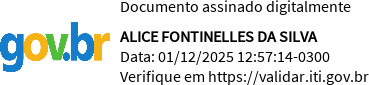 Documento assinado digitalmente
gov.br
ALICE FONTINELLES DA SILVA
Data: 01/12/2025 12:57:14-0300
Verifique em https://validar.iti.gov.br